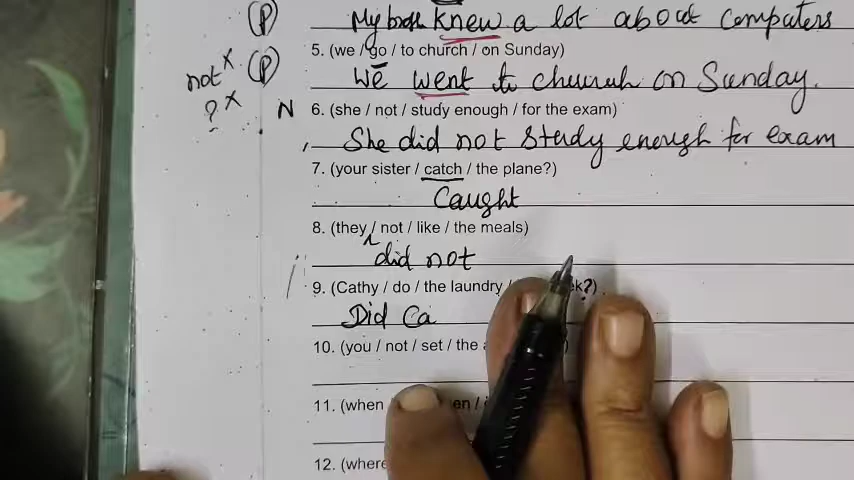 (P) My knew a lot about computers
5. (we / go / to church / on Sunday)
not x (P) We went to church on Sunday.
? x
N 6. (she / not / study enough / for the exam)
She did not study enough for exam
7. (your sister / catch / the plane?)
Caught
8. (they / not / like / the meals)
did not
9. (Cathy / do / the laundry / ?)
Did Ca
10. (you / not / set / the
11. (when /
12. (where